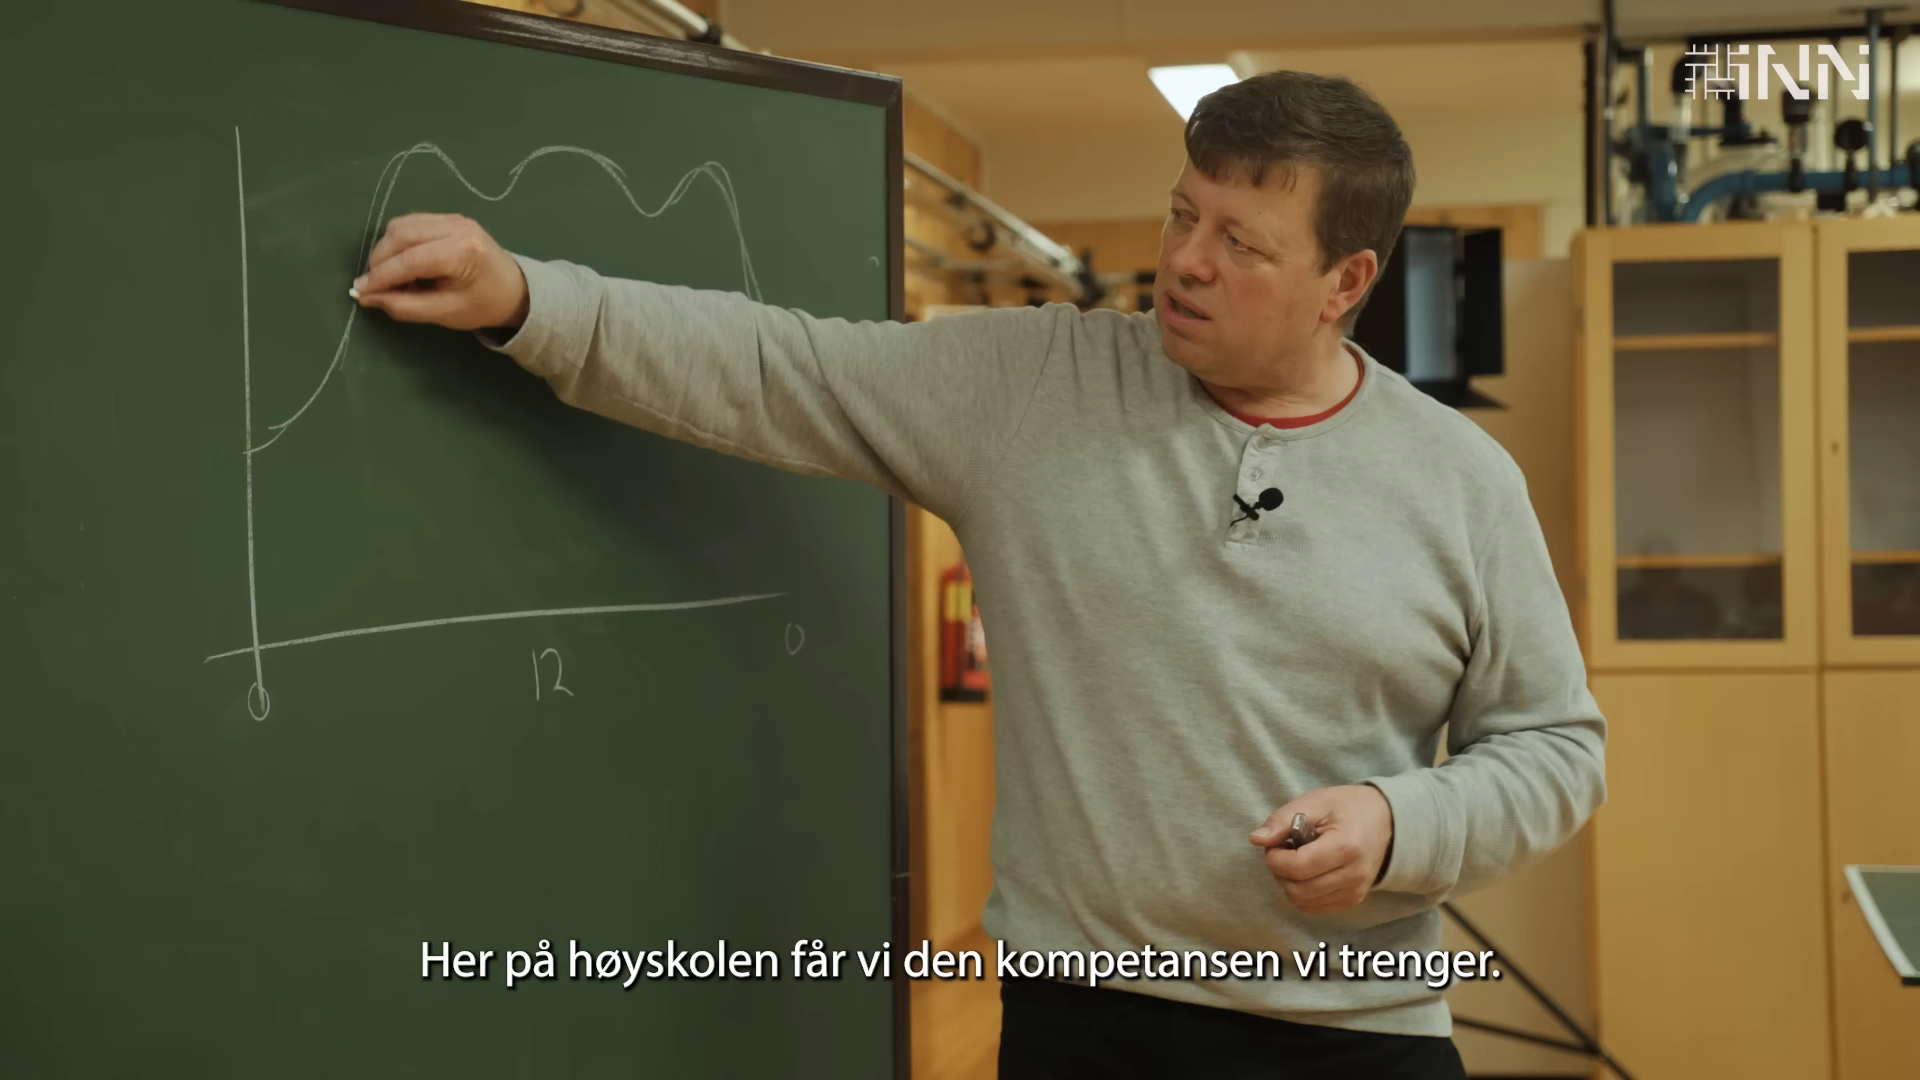 INN
12
0
0
Her på høyskolen får vi den kompetansen vi trenger.